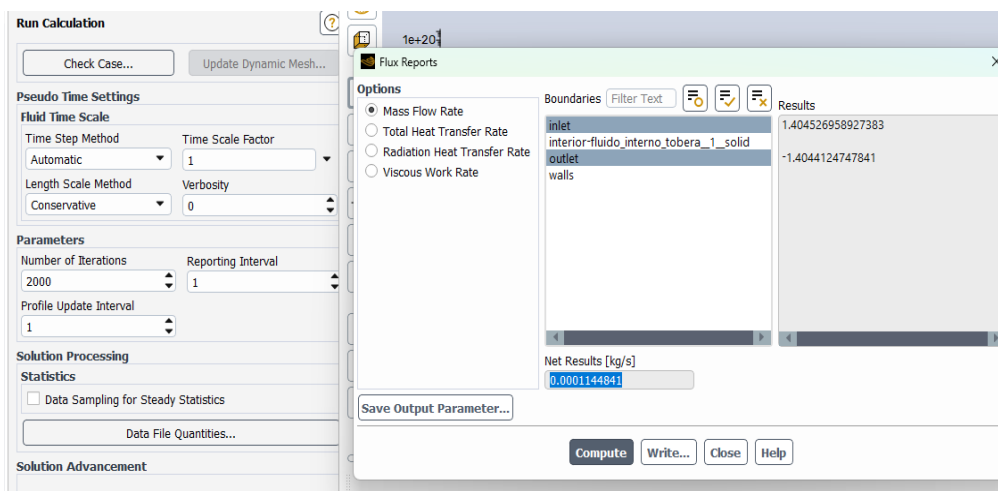 Run Calculation
?
Check Case...
Update Dynamic Mesh...
Pseudo Time Settings
Fluid Time Scale
Time Step Method
Time Scale Factor
Automatic
1
Length Scale Method
Verbosity
Conservative
0
Parameters
Number of Iterations
Reporting Interval
2000
1
Profile Update Interval
1
Solution Processing
Statistics
Data Sampling for Steady Statistics
Data File Quantities...
Solution Advancement
1e+20
Flux Reports
Options
Mass Flow Rate
Total Heat Transfer Rate
Radiation Heat Transfer Rate
Viscous Work Rate
Boundaries
Filter Text
inlet
interior-fluido_interno_tobera__1__solid
outlet
walls
Results
1.404526958927383
-1.4044124747841
Net Results [kg/s]
0.0001144841
Save Output Parameter...
Compute
Write...
Close
Help